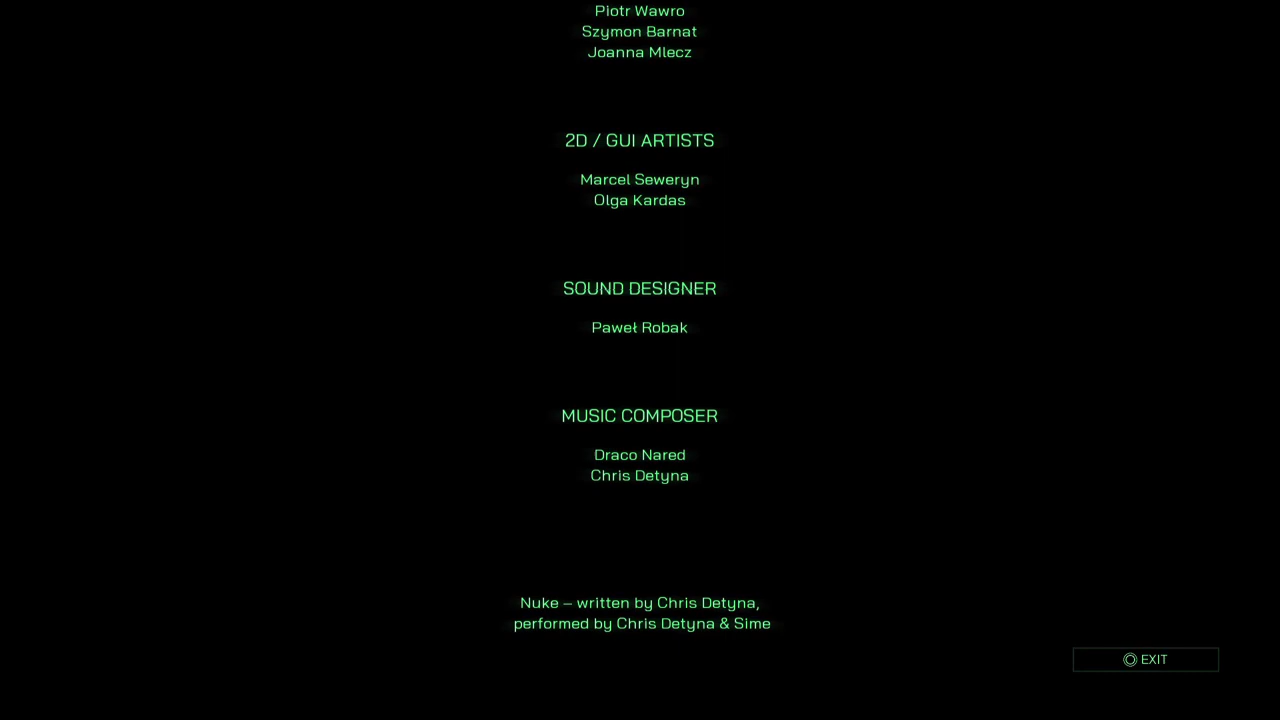 Piotr Wawro
Szymon Barnat
Joanna Mlecz
2D / GUI ARTISTS
Marcel Seweryn
Olga Kardas
SOUND DESIGNER
Paweł Robak
MUSIC COMPOSER
Draco Nared
Chris Detyna
Nuke – written by Chris Detyna,
performed by Chris Detyna & Sime
EXIT